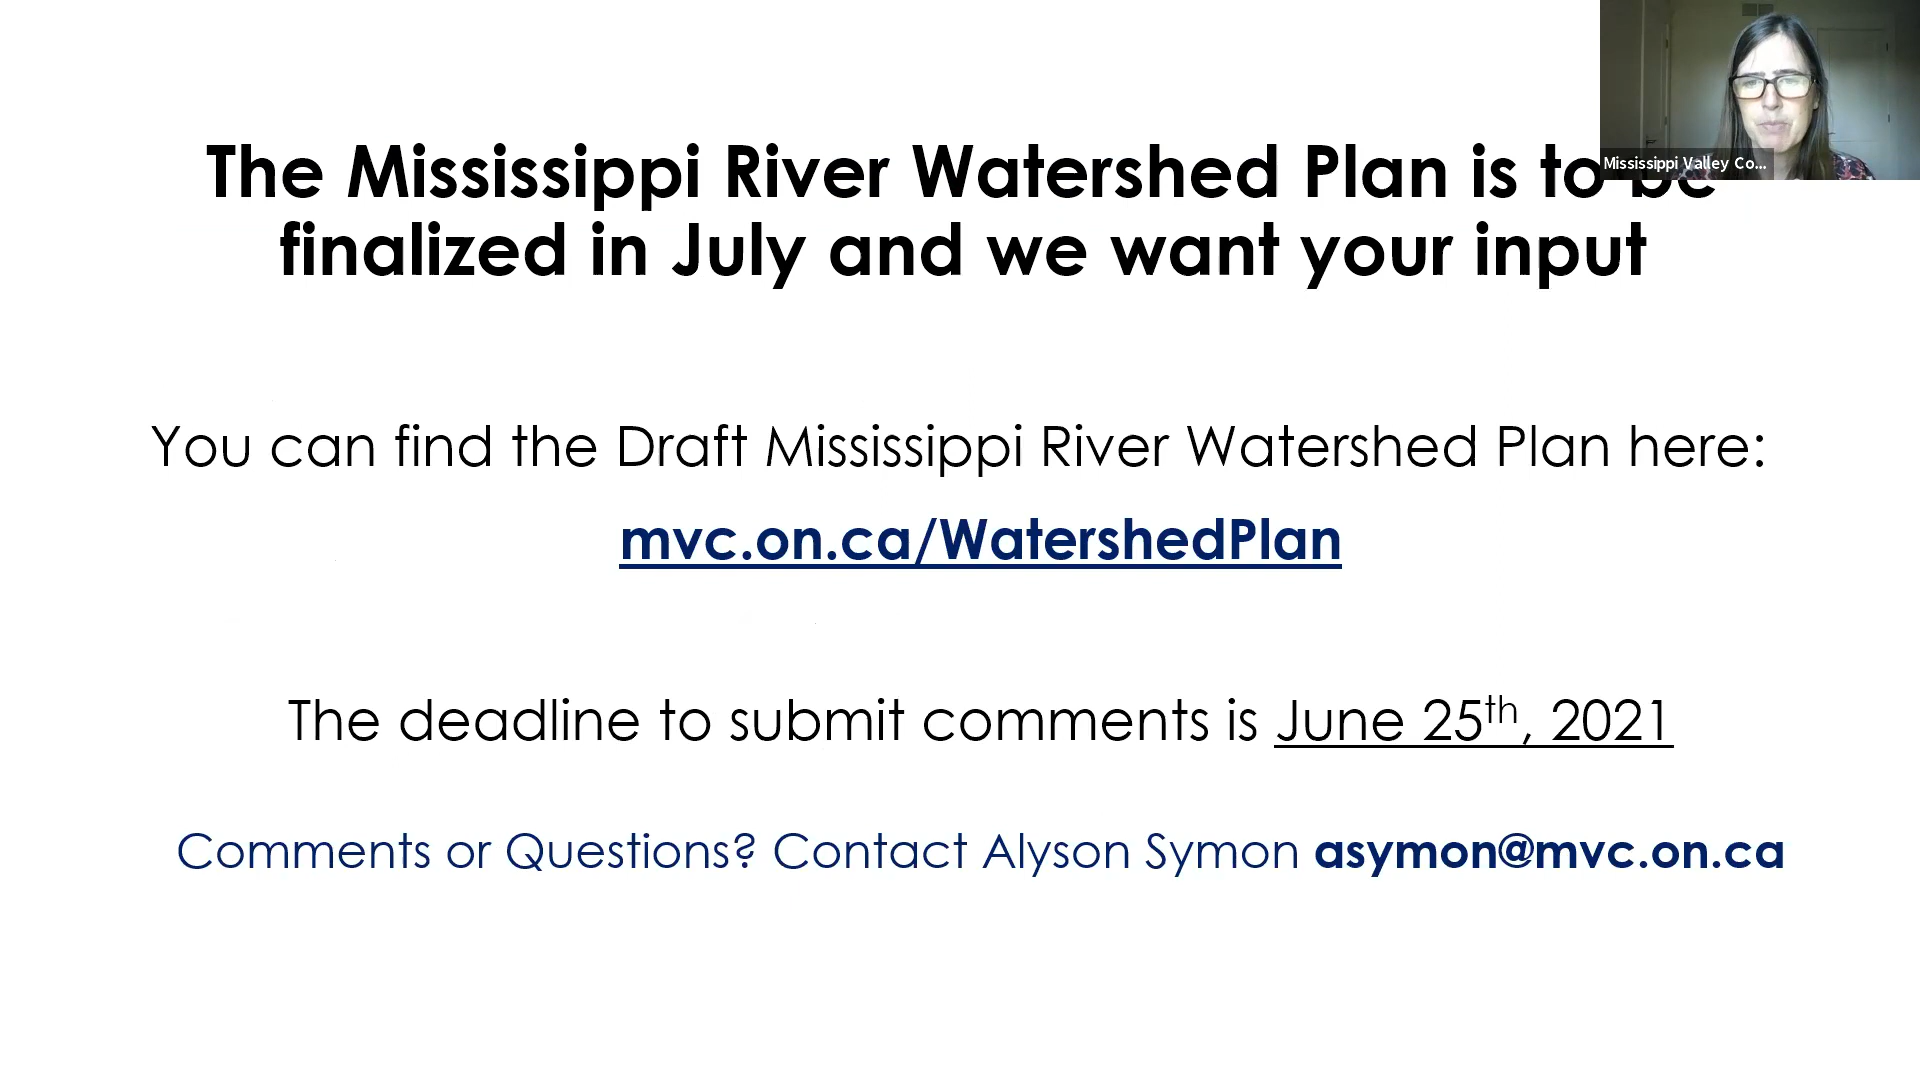 The Mississippi River Watershed Plan is to be
Mississippi Valley Co...
finalized in July and we want your input
You can find the Draft Mississippi River Watershed Plan here:
mvc.on.ca/WatershedPlan
The deadline to submit comments is June 25th, 2021
Comments or Questions? Contact Alyson Symon asymon@mvc.on.ca